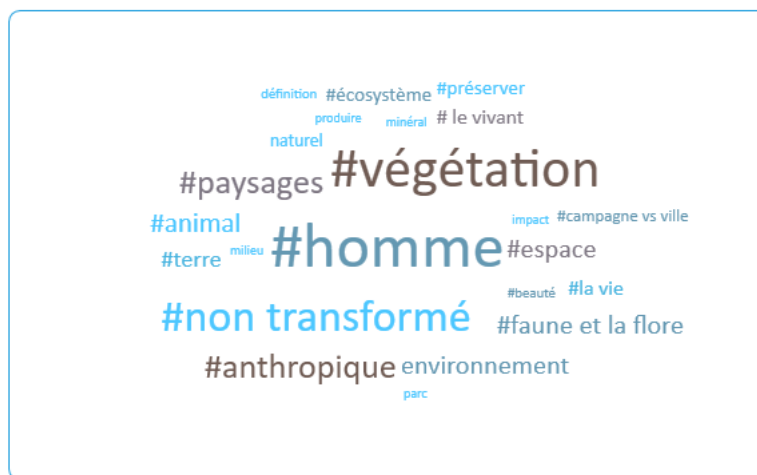 définition #écosystème #préserver
produire minéral # le vivant
naturel
#paysages #végétation
#animal impact #campagne vs ville
#terre milieu #homme #espace
#beauté #la vie
#non transformé #faune et la flore
#anthropique environnement
parc